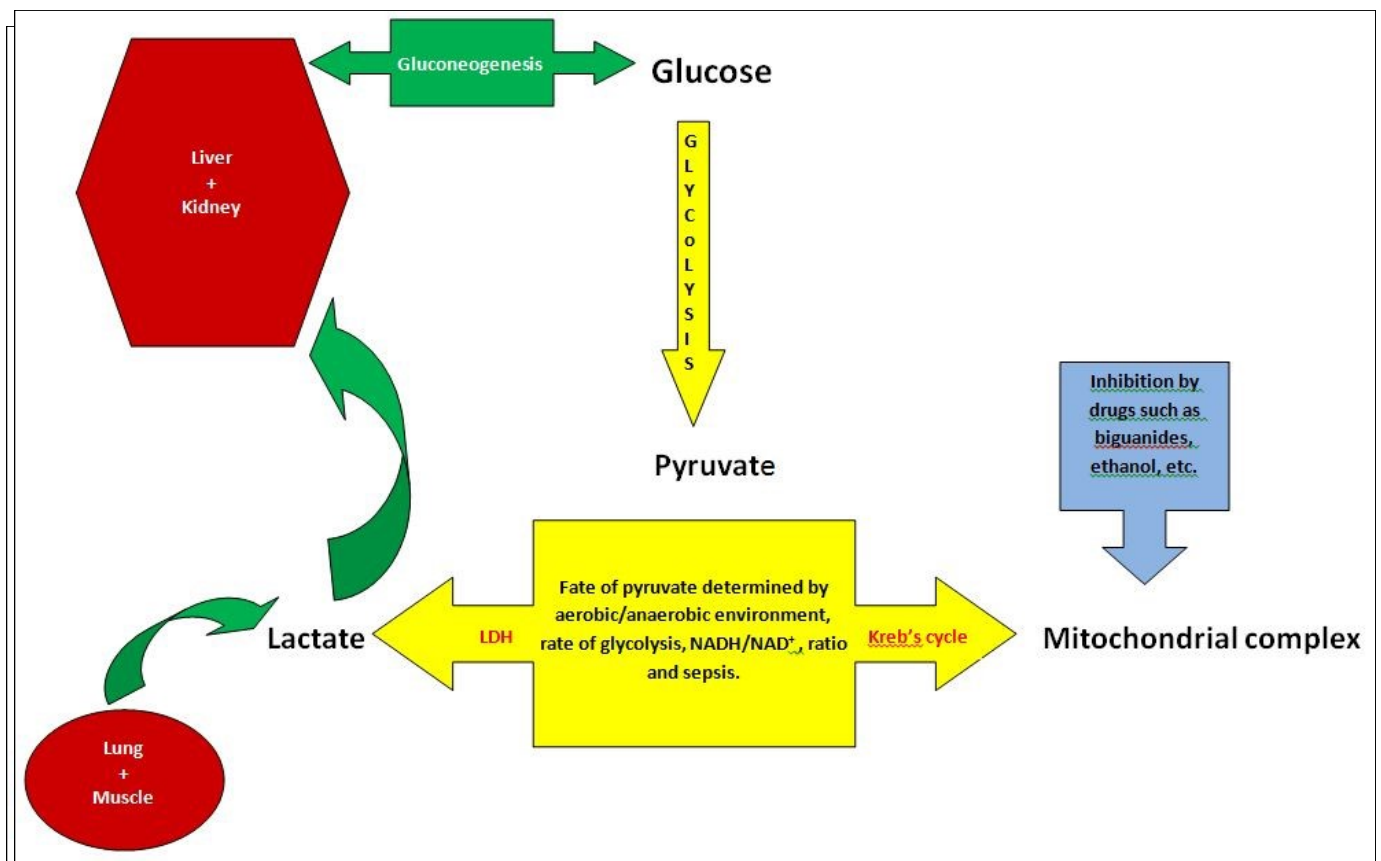 Gluconeogenesis
Glucose
Liver
+
Kidney
G
L
Y
C
o
L
Y
S
I
S
Inhibition by
drugs such as
biguanides,
ethanol, etc.
Pyruvate
Fate of pyruvate determined by
aerobic/anaerobic environment,
rate of glycolysis, NADH/NAD⁺, ratio
and sepsis.
Lactate
LDH
Kreb's cycle
Mitochondrial complex
Lung
+
Muscle